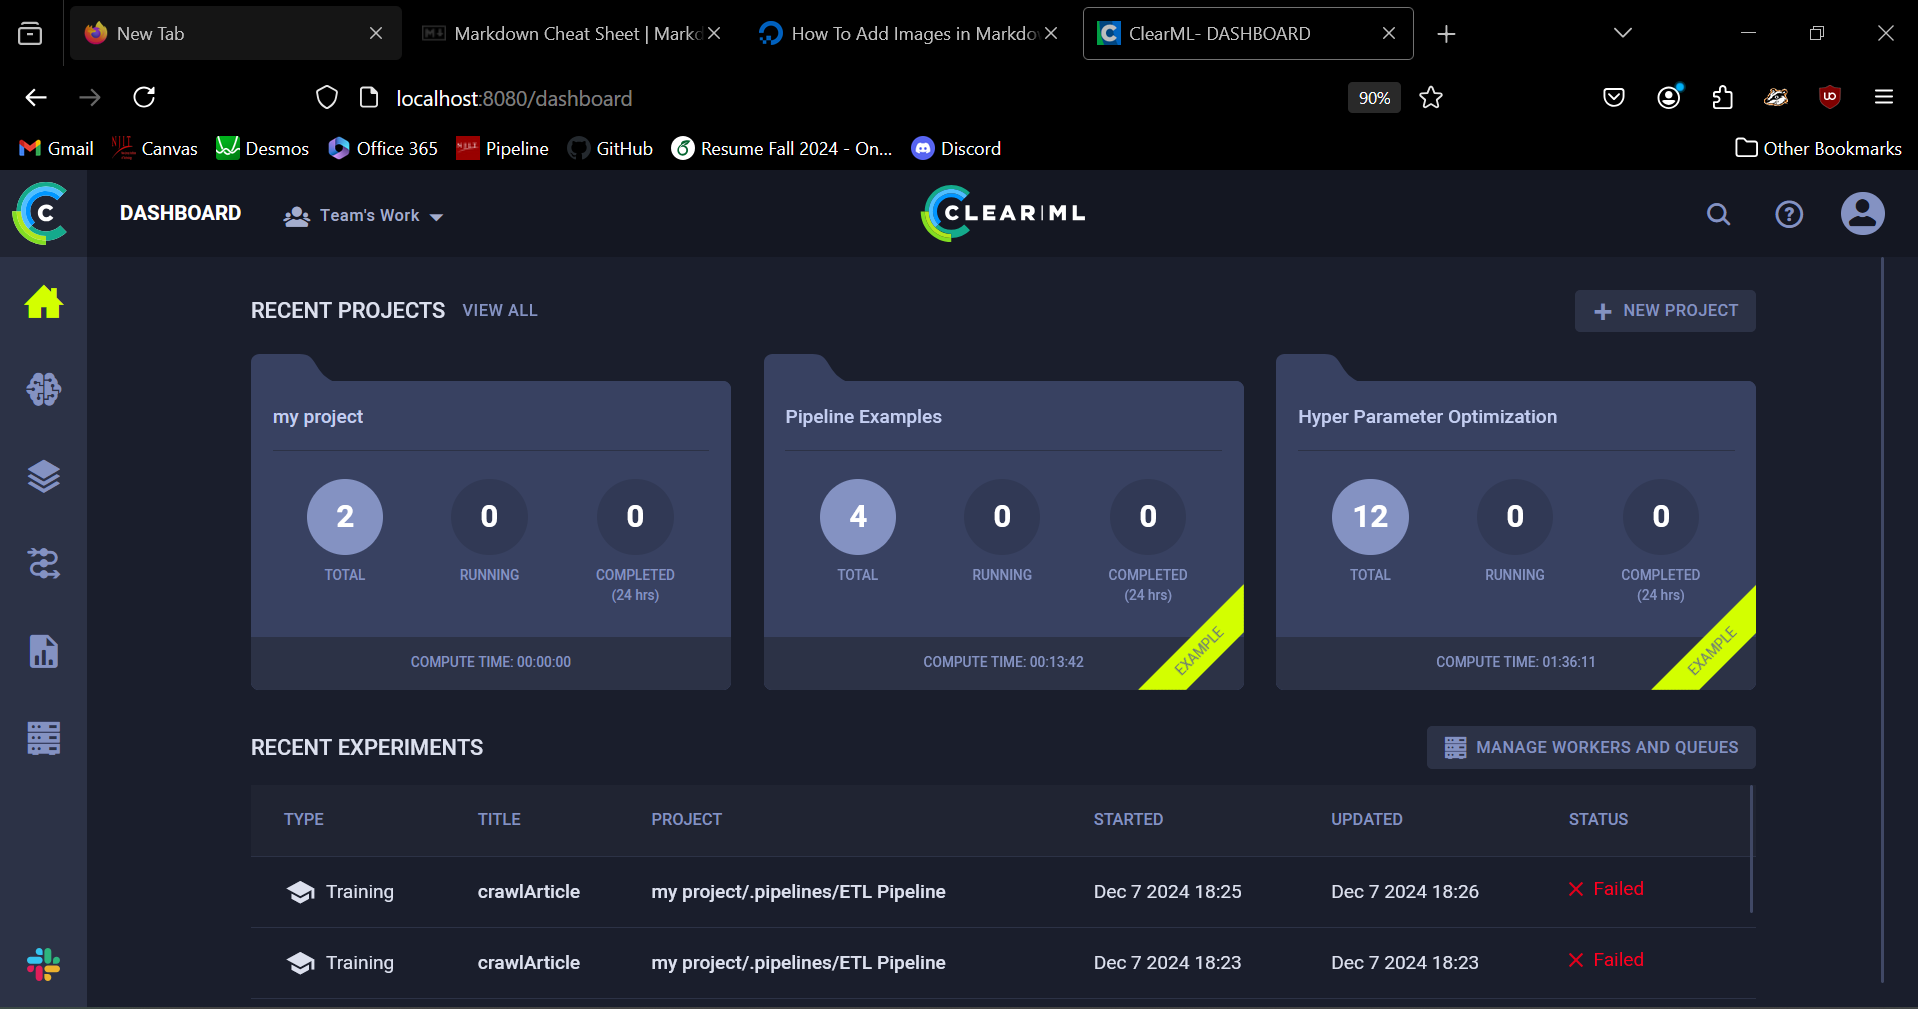 New Tab
Markdown Cheat Sheet | Markd
How To Add Images in Markdo
ClearML- DASHBOARD
localhost:8080/dashboard
90%
Gmail
Canvas
Desmos
Office 365
Pipeline
GitHub
Resume Fall 2024 - On...
Discord
Other Bookmarks
DASHBOARD
Team's Work
CLEAR|ML
RECENT PROJECTS VIEW ALL
NEW PROJECT
my project
2 0 0
TOTAL RUNNING COMPLETED
(24 hrs)
COMPUTE TIME: 00:00:00
Pipeline Examples
4 0 0
TOTAL RUNNING COMPLETED
(24 hrs)
COMPUTE TIME: 00:13:42
EXAMPLE
Hyper Parameter Optimization
12 0 0
TOTAL RUNNING COMPLETED
(24 hrs)
COMPUTE TIME: 01:36:11
EXAMPLE
RECENT EXPERIMENTS
MANAGE WORKERS AND QUEUES
TYPE TITLE PROJECT STARTED UPDATED STATUS
Training crawlArticle my project/.pipelines/ETL Pipeline Dec 7 2024 18:25 Dec 7 2024 18:26 Failed
Training crawlArticle my project/.pipelines/ETL Pipeline Dec 7 2024 18:23 Dec 7 2024 18:23 Failed